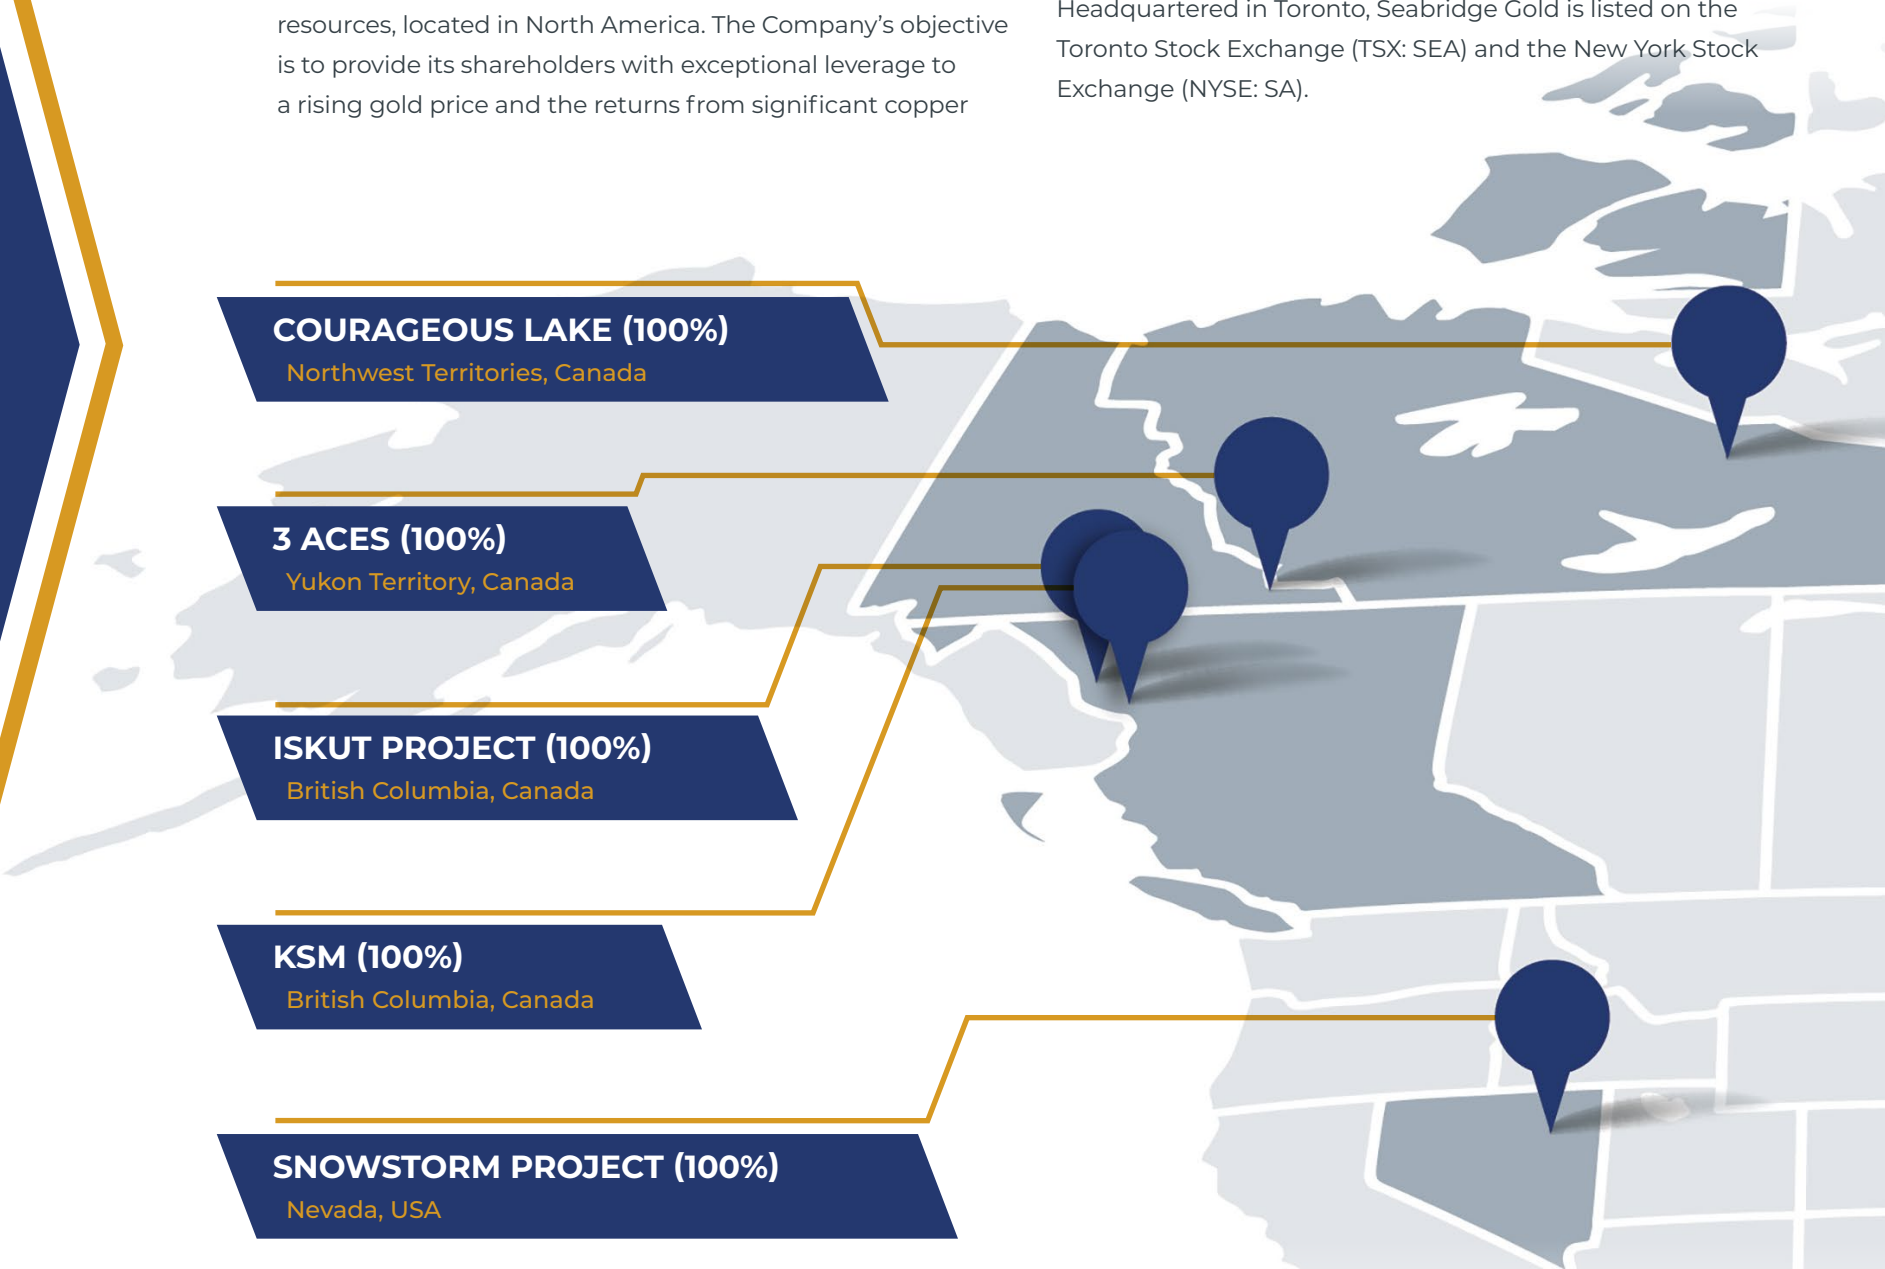 resources, located in North America. The Company’s objective
is to provide its shareholders with exceptional leverage to
a rising gold price and the returns from significant copper
Headquartered in Toronto, Seabridge Gold is listed on the
Toronto Stock Exchange (TSX: SEA) and the New York Stock
Exchange (NYSE: SA).
COURAGEOUS LAKE (100%)
Northwest Territories, Canada
3 ACES (100%)
Yukon Territory, Canada
ISKUT PROJECT (100%)
British Columbia, Canada
KSM (100%)
British Columbia, Canada
SNOWSTORM PROJECT (100%)
Nevada, USA